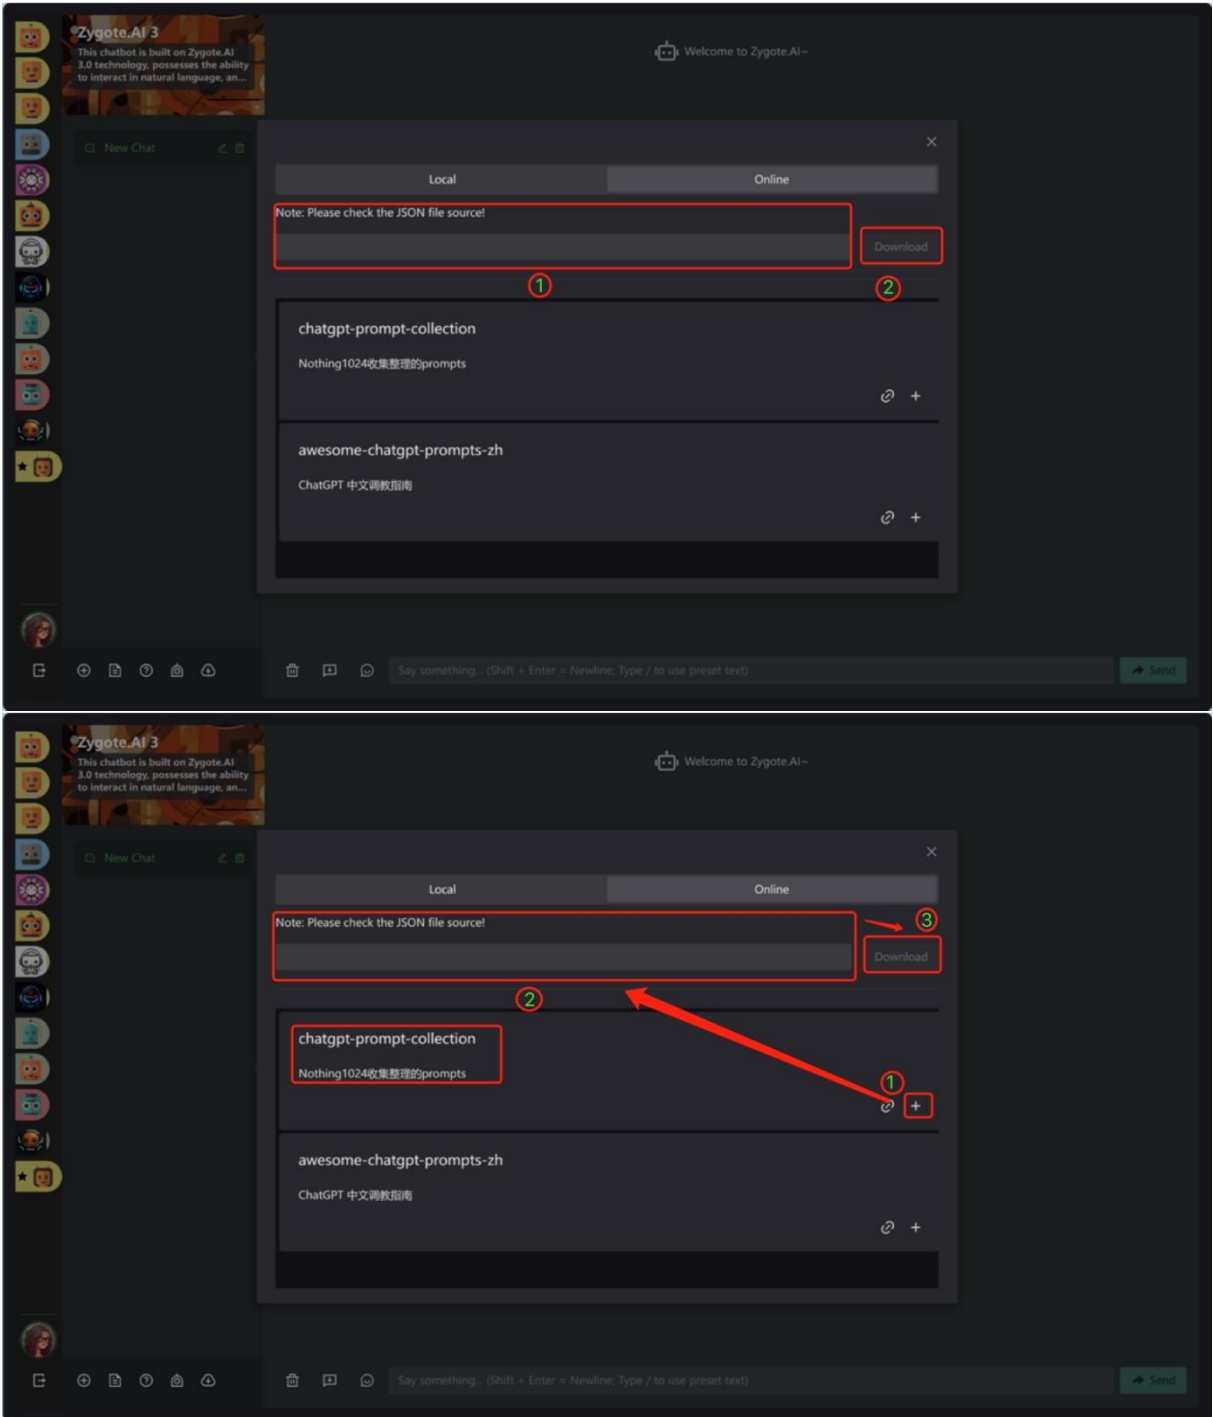 Zygote.AI 3
This chatbot is built on Zygote.AI
3.0 technology, possesses the ability
to interact in natural language, an...
Welcome to Zygote.AI~
New Chat
Local
Online
Note: Please check the JSON file source!
Download
①
②
chatgpt-prompt-collection
Nothing1024收集整理的prompts
awesome-chatgpt-prompts-zh
ChatGPT 中文调教指南
Say something... (Shift + Enter = Newline; Type / to use preset text)
Send
Zygote.AI 3
This chatbot is built on Zygote.AI
3.0 technology, possesses the ability
to interact in natural language, an...
Welcome to Zygote.AI~
New Chat
Local
Online
Note: Please check the JSON file source!
③
Download
②
chatgpt-prompt-collection
Nothing1024收集整理的prompts
①
awesome-chatgpt-prompts-zh
ChatGPT 中文调教指南
Say something... (Shift + Enter = Newline; Type / to use preset text)
Send